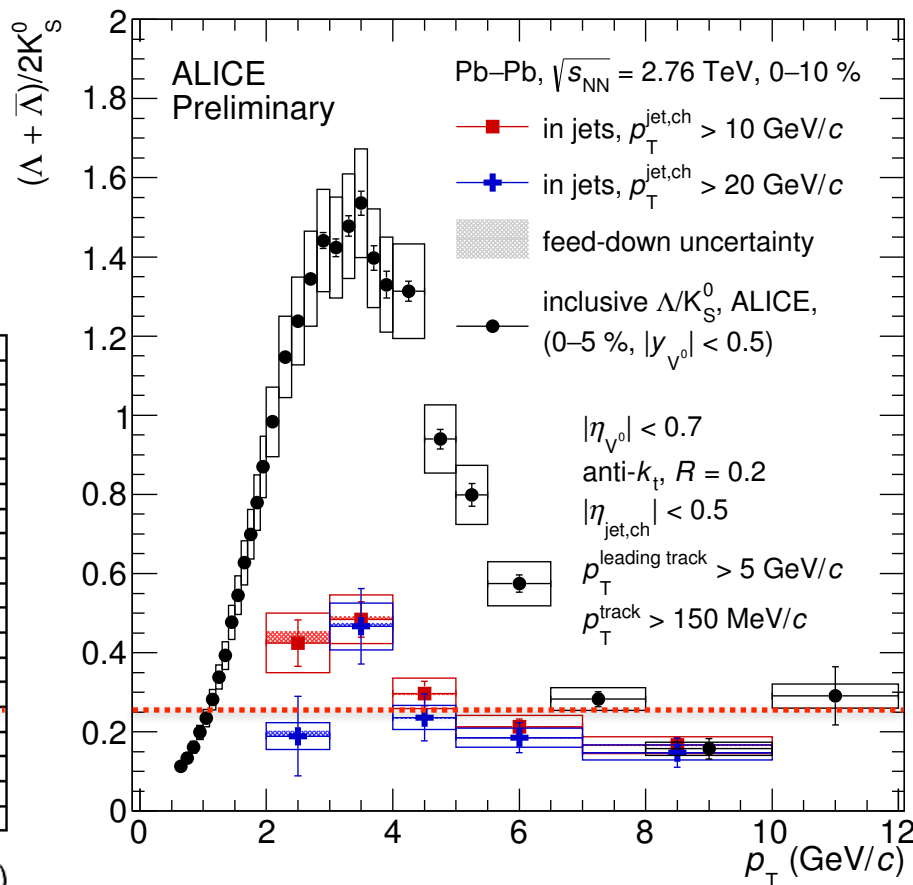 (Λ + Λ̅)/2K⁰_S
2
1.8
1.6
1.4
1.2
1
0.8
0.6
0.4
0.2
0
ALICE
Preliminary
Pb–Pb, √s_NN = 2.76 TeV, 0–10 %
in jets, p_T^jet,ch > 10 GeV/c
in jets, p_T^jet,ch > 20 GeV/c
feed-down uncertainty
inclusive Λ/K⁰_S, ALICE,
(0–5 %, |y_V⁰| < 0.5)
|η_V⁰| < 0.7
anti-k_t, R = 0.2
|η_jet,ch| < 0.5
p_T^leading track > 5 GeV/c
p_T^track > 150 MeV/c
0 2 4 6 8 10 12
p_T (GeV/c)
)